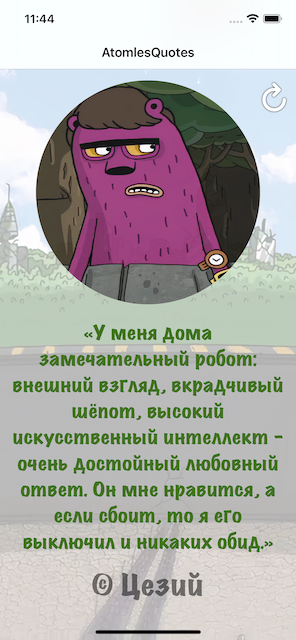 11:44
AtomlesQuotes
«У меня дома
замечательный робот:
внешний взгляд, вкрадчивый
шёпот, высокий
искусственный интеллект -
очень достойный любовный
ответ. Он мне нравится, а
если сбоит, то я его
выключил и никаких обид.»
© Цезий